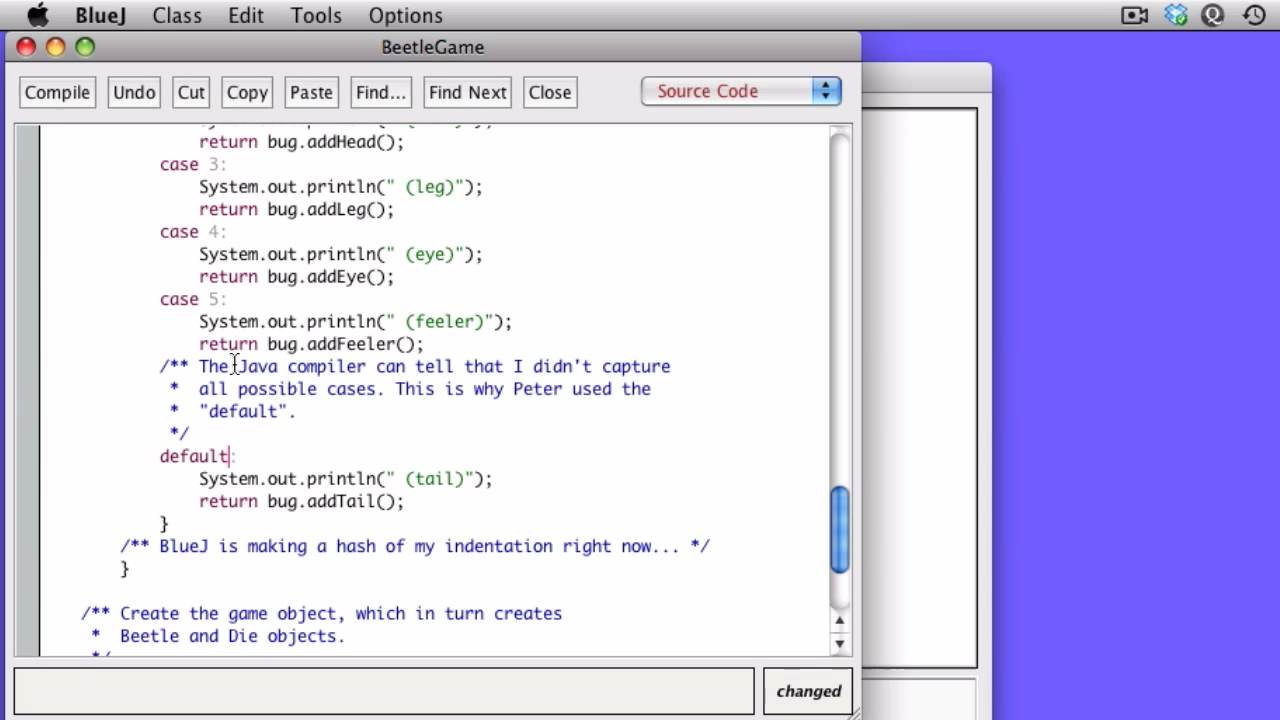 BlueJ Class Edit Tools Options
BeetleGame
Compile Undo Cut Copy Paste Find... Find Next Close Source Code
return bug.addHead();
case 3:
System.out.println(" (leg)");
return bug.addLeg();
case 4:
System.out.println(" (eye)");
return bug.addEye();
case 5:
System.out.println(" (feeler)");
return bug.addFeeler();
/** The Java compiler can tell that I didn't capture
* all possible cases. This is why Peter used the
* "default".
*/
default:
System.out.println(" (tail)");
return bug.addTail();
}
/** BlueJ is making a hash of my indentation right now... */
}
/** Create the game object, which in turn creates
* Beetle and Die objects.
*/
changed